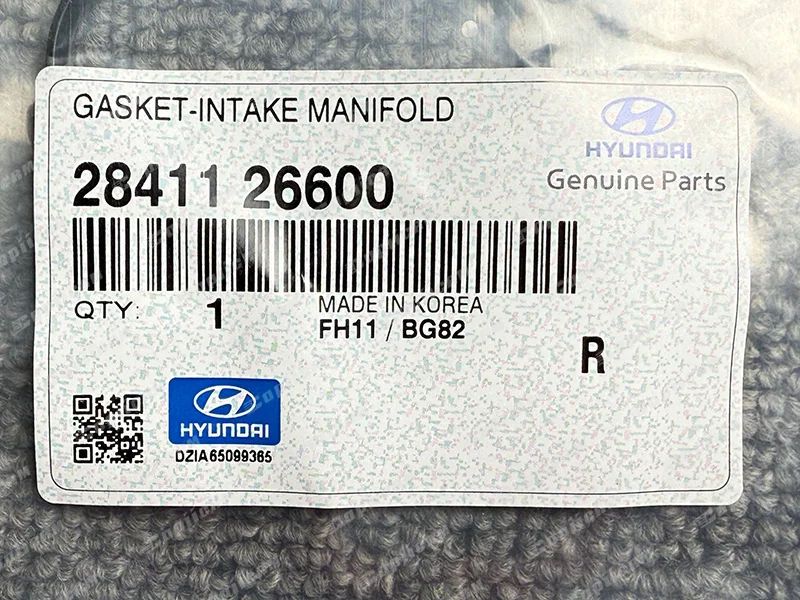 GASKET-INTAKE MANIFOLD
HYUNDAI
28411 26600
Genuine Parts
QTY: 1
MADE IN KOREA
FH11 / BG82
R
HYUNDAI
DZIA65099365